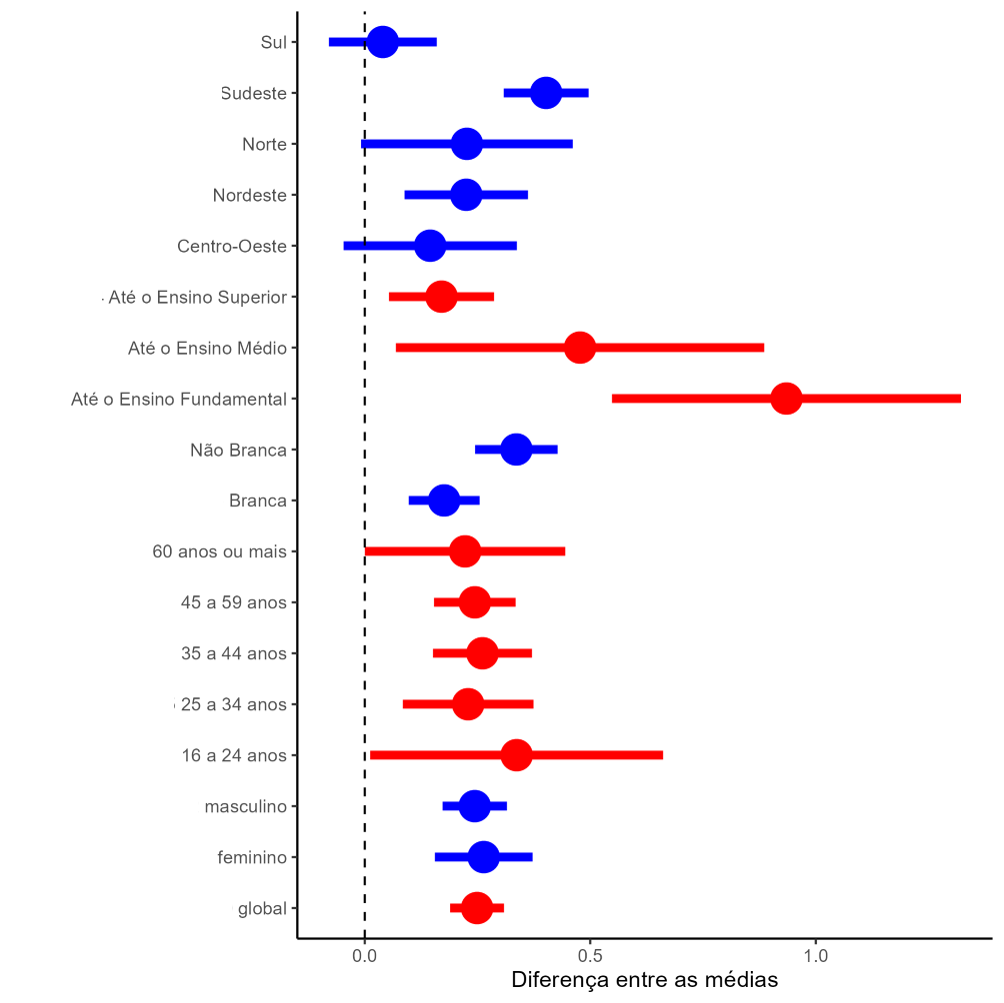 Sul
Sudeste
Norte
Nordeste
Centro-Oeste
Até o Ensino Superior
Até o Ensino Médio
Até o Ensino Fundamental
Não Branca
Branca
60 anos ou mais
45 a 59 anos
35 a 44 anos
25 a 34 anos
16 a 24 anos
masculino
feminino
global
0.0 0.5 1.0
Diferença entre as médias